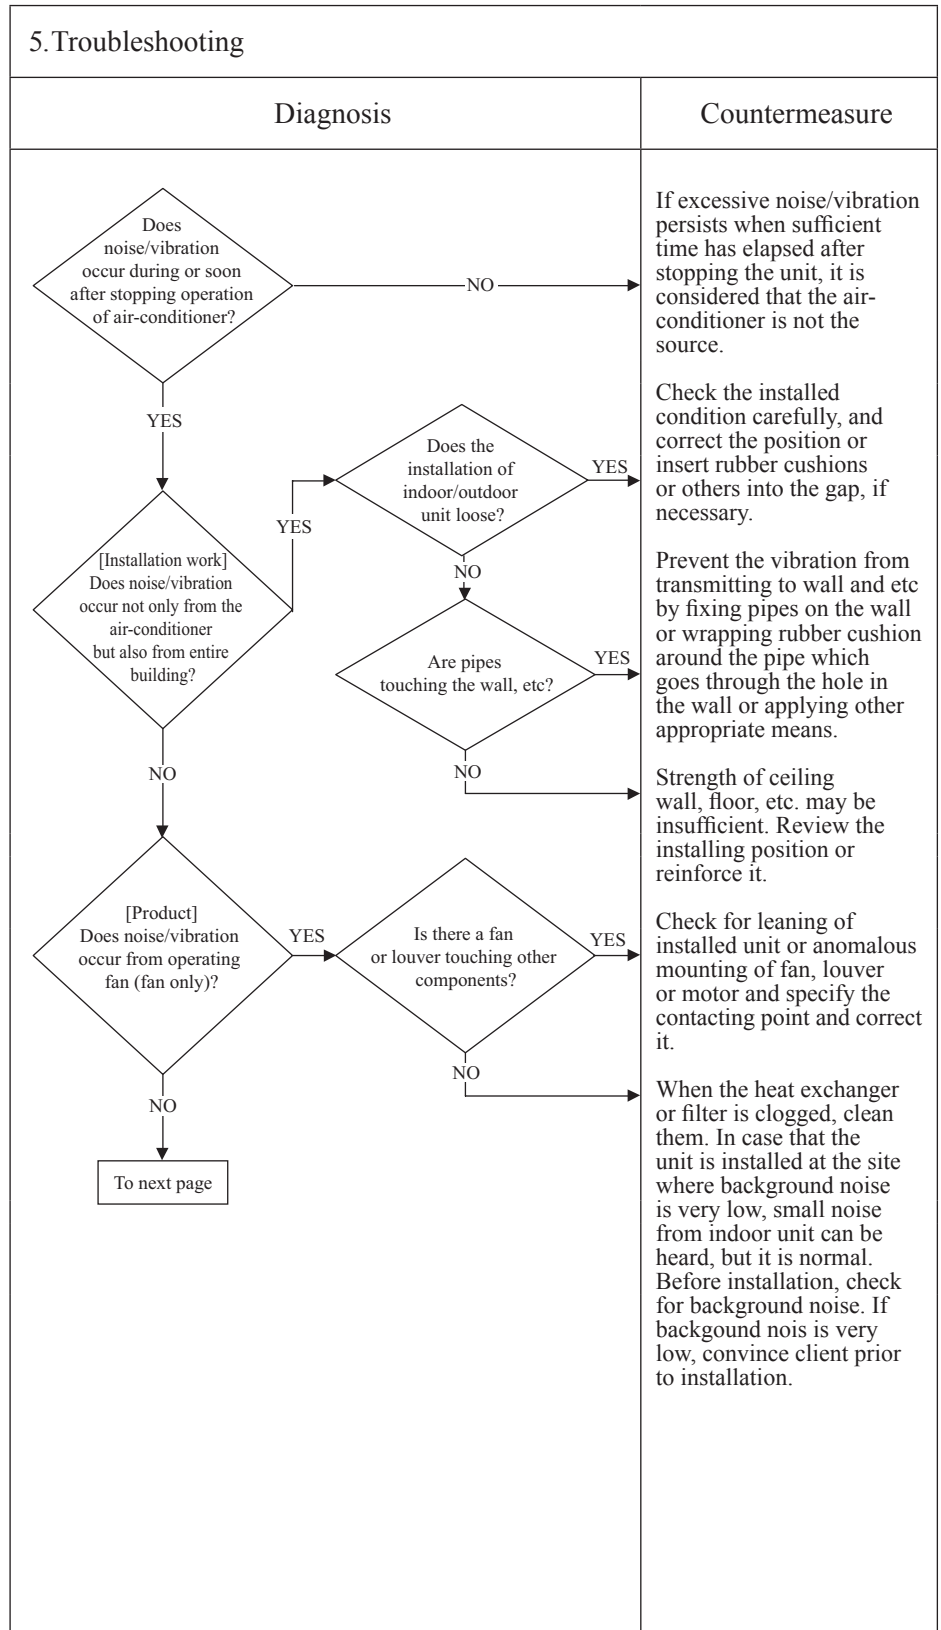 5.Troubleshooting
Diagnosis
Countermeasure
Does
noise/vibration
occur during or soon
after stopping operation
of air-conditioner?
NO
If excessive noise/vibration
persists when sufficient
time has elapsed after
stopping the unit, it is
considered that the air-
conditioner is not the
source.
YES
[Installation work]
Does noise/vibration
occur not only from the
air-conditioner
but also from entire
building?
YES
Does the
installation of
indoor/outdoor
unit loose?
YES
Check the installed
condition carefully, and
correct the position or
insert rubber cushions
or others into the gap, if
necessary.
NO
Are pipes
touching the wall, etc?
YES
Prevent the vibration from
transmitting to wall and etc
by fixing pipes on the wall
or wrapping rubber cushion
around the pipe which
goes through the hole in
the wall or applying other
appropriate means.
NO
Strength of ceiling
wall, floor, etc. may be
insufficient. Review the
installing position or
reinforce it.
NO
[Product]
Does noise/vibration
occur from operating
fan (fan only)?
YES
Is there a fan
or louver touching other
components?
YES
Check for leaning of
installed unit or anomalous
mounting of fan, louver
or motor and specify the
contacting point and correct
it.
NO
When the heat exchanger
or filter is clogged, clean
them. In case that the
unit is installed at the site
where background noise
is very low, small noise
from indoor unit can be
heard, but it is normal.
Before installation, check
for background noise. If
backgound nois is very
low, convince client prior
to installation.
NO
To next page